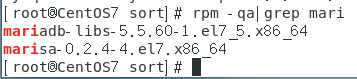 [root@CentOS7 sort]# rpm -qa|grep mari
mariadb-libs-5.5.60-1.el7_5.x86_64
marisa-0.2.4-4.el7.x86_64
[root@CentOS7 sort]#